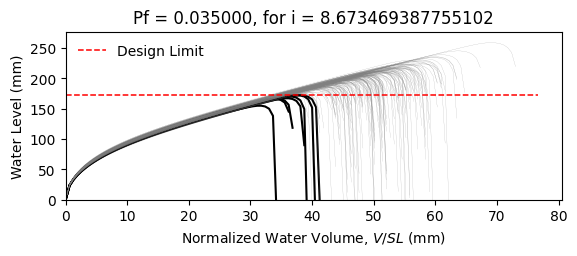 Pf = 0.035000, for i = 8.673469387755102
Design Limit
Water Level (mm)
250
200
150
100
50
0
0 10 20 30 40 50 60 70 80
Normalized Water Volume, V/SL (mm)